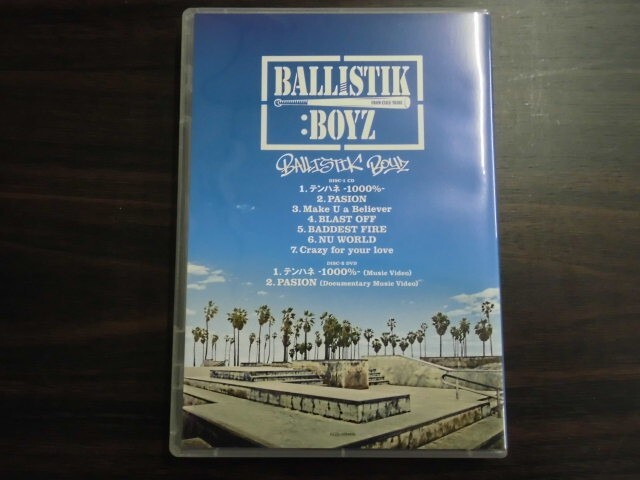 BALLISTIK
:BOYZ
BALLISTIK BOYZ
DISC-1 CD
1. テンハネ -1000%-
2. PASION
3. Make U a Believer
4. BLAST OFF
5. BADDEST FIRE
6. NU WORLD
7. Crazy for your love
DISC-2 DVD
1. テンハネ -1000%- (Music Video)
2. PASION (Documentary Music Video)